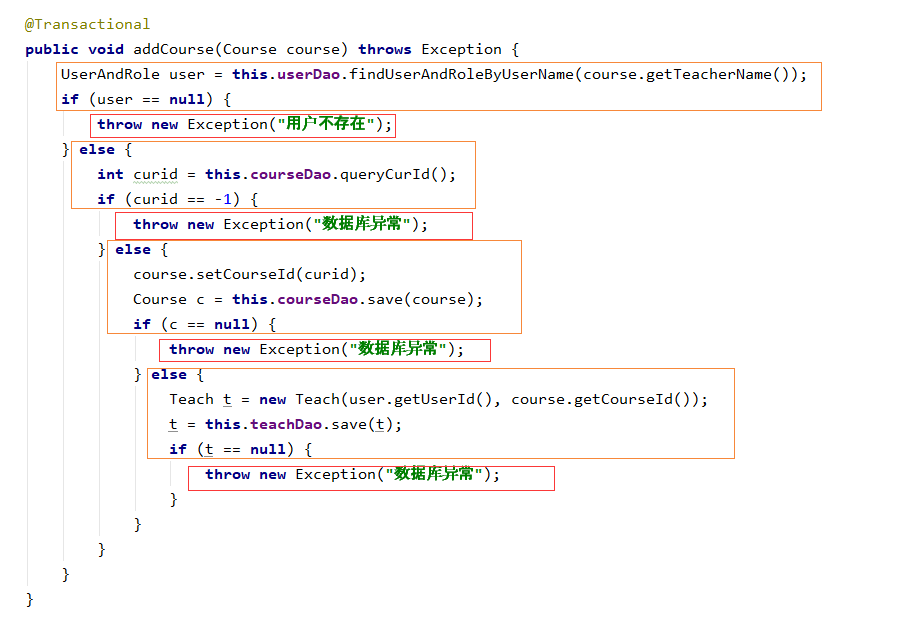 @Transactional
public void addCourse(Course course) throws Exception {
UserAndRole user = this.userDao.findUserAndRoleByUserName(course.getTeacherName());
if (user == null) {
throw new Exception("用户不存在");
} else {
int curid = this.courseDao.queryCurId();
if (curid == -1) {
throw new Exception("数据库异常");
} else {
course.setCourseId(curid);
Course c = this.courseDao.save(course);
if (c == null) {
throw new Exception("数据库异常");
} else {
Teach t = new Teach(user.getUserId(), course.getCourseId());
t = this.teachDao.save(t);
if (t == null) {
throw new Exception("数据库异常");
}
}
}
}
}